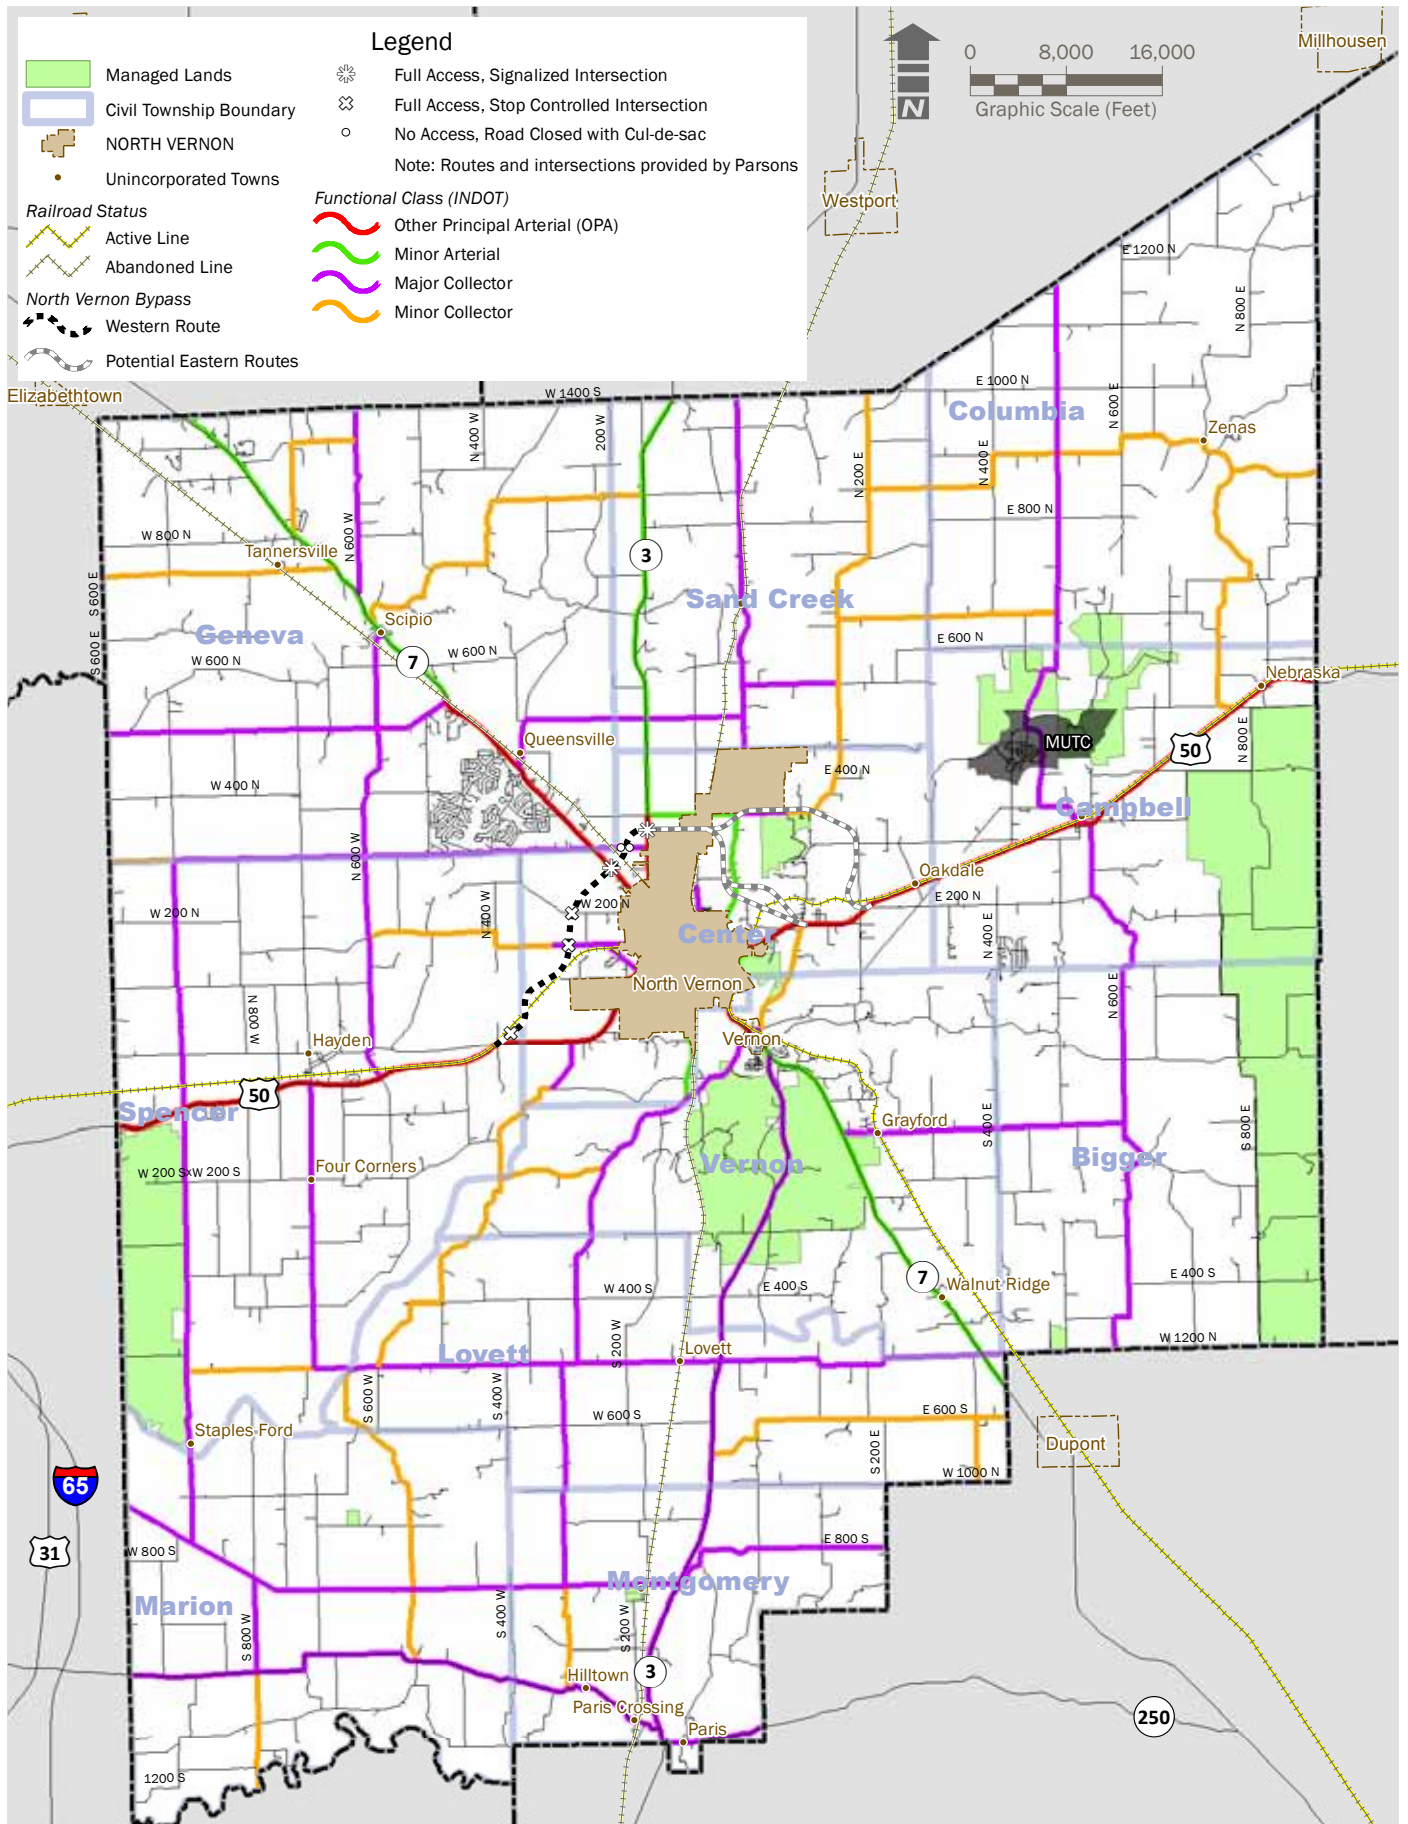 Legend
Managed Lands
Civil Township Boundary
NORTH VERNON
Unincorporated Towns
Railroad Status
Active Line
Abandoned Line
North Vernon Bypass
Western Route
Potential Eastern Routes
Full Access, Signalized Intersection
Full Access, Stop Controlled Intersection
No Access, Road Closed with Cul-de-sac
Note: Routes and intersections provided by Parsons
Functional Class (INDOT)
Other Principal Arterial (OPA)
Minor Arterial
Major Collector
Minor Collector
N
0 8,000 16,000
Graphic Scale (Feet)
Millhousen
Westport
E 1200 N
N 800 E
Elizabethtown
W 1400 S
E 1000 N
Columbia
N 600 E
N 400 W
200 W
Zenas
N 200 E
N 400 E
E 800 N
N 600 W
W 800 N
Tannersville
3
S 600 E
Sand Creek
Scipio
Geneva
S 600 E
E 600 N
W 600 N
W 600 N
7
Nebraska
Queensville
MUTC
50
N 800 E
W 400 N
E 400 N
Campbell
N 600 W
Oakdale
E 200 N
W 200 N
N 400 W
W 200 N
Center
N 400 E
North Vernon
N 600 E
N 800 W
Hayden
Vernon
50
Spencer
Grayford
S 400 E
S 800 E
Vernon
Bigger
W 200 S
W 200 S
Four Corners
7
Walnut Ridge
E 400 S
W 400 S
E 400 S
S 200 W
W 1200 N
Lovett
Lovett
S 600 W
S 400 W
W 600 S
E 600 S
Staples Ford
S 200 E
Dupont
W 1000 N
65
31
W 800 S
E 800 S
Montgomery
Marion
S 400 W
S 200 W
S 800 W
Hilltown
3
Paris Crossing
Paris
250
1200 S